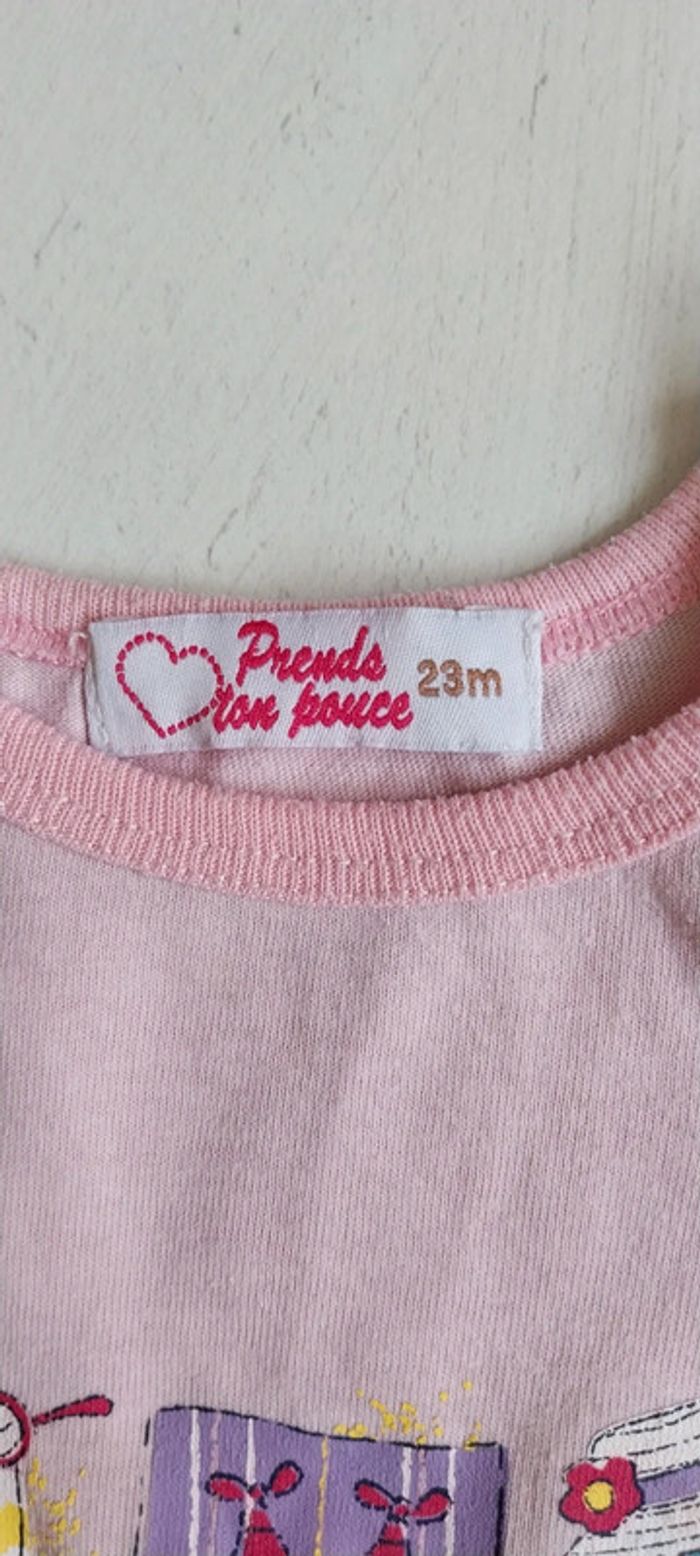 Prends
ton pouce
23m